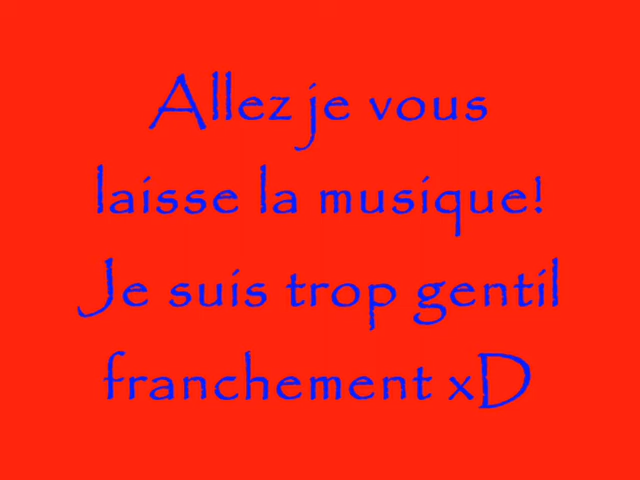 Allez je vous
laisse la musique!
Je suis trop gentil
franchement xD